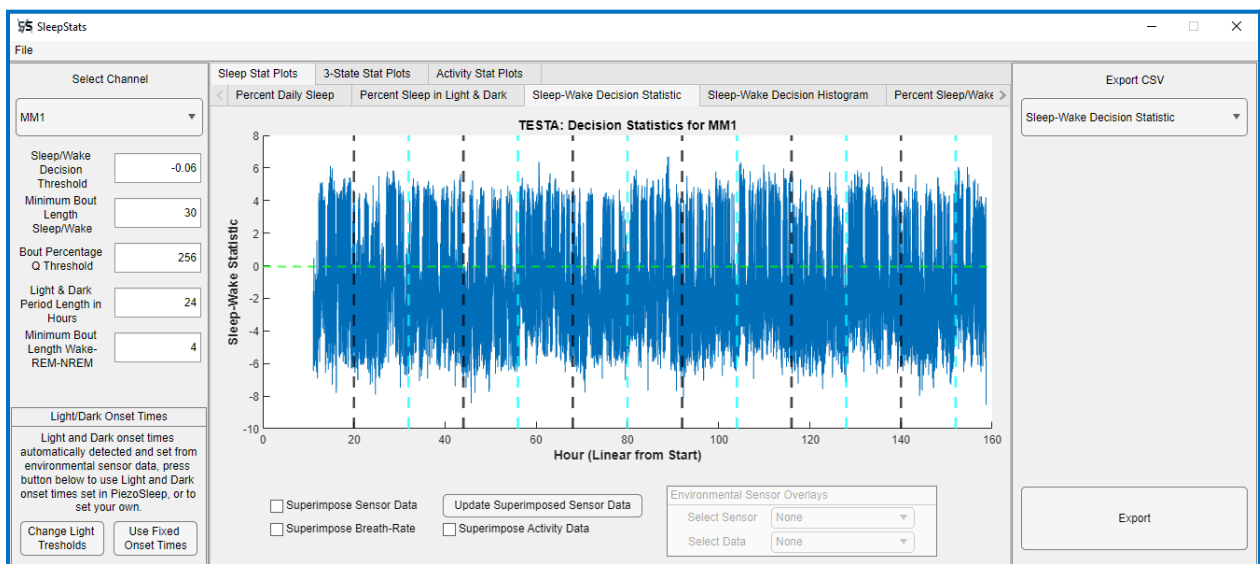 SleepStats
File
Select Channel
MM1
Sleep/Wake
Decision
Threshold
-0.06
Minimum Bout
Length
Sleep/Wake
30
Bout Percentage
Q Threshold
256
Light & Dark
Period Length in
Hours
24
Minimum Bout
Length Wake-
REM-NREM
4
Light/Dark Onset Times
Light and Dark onset times
automatically detected and set from
environmental sensor data, press
button below to use Light and Dark
onset times set in PiezoSleep, or to
set your own.
Change Light
Tresholds
Use Fixed
Onset Times
Sleep Stat Plots
3-State Stat Plots
Activity Stat Plots
Percent Daily Sleep
Percent Sleep in Light & Dark
Sleep-Wake Decision Statistic
Sleep-Wake Decision Histogram
Percent Sleep/Wake
TESTA: Decision Statistics for MM1
Sleep-Wake Statistic
8
6
4
2
0
-2
-4
-6
-8
-10
0 20 40 60 80 100 120 140 160
Hour (Linear from Start)
Superimpose Sensor Data
Update Superimposed Sensor Data
Superimpose Breath-Rate
Superimpose Activity Data
Environmental Sensor Overlays
Select Sensor
None
Select Data
None
Export CSV
Sleep-Wake Decision Statistic
Export